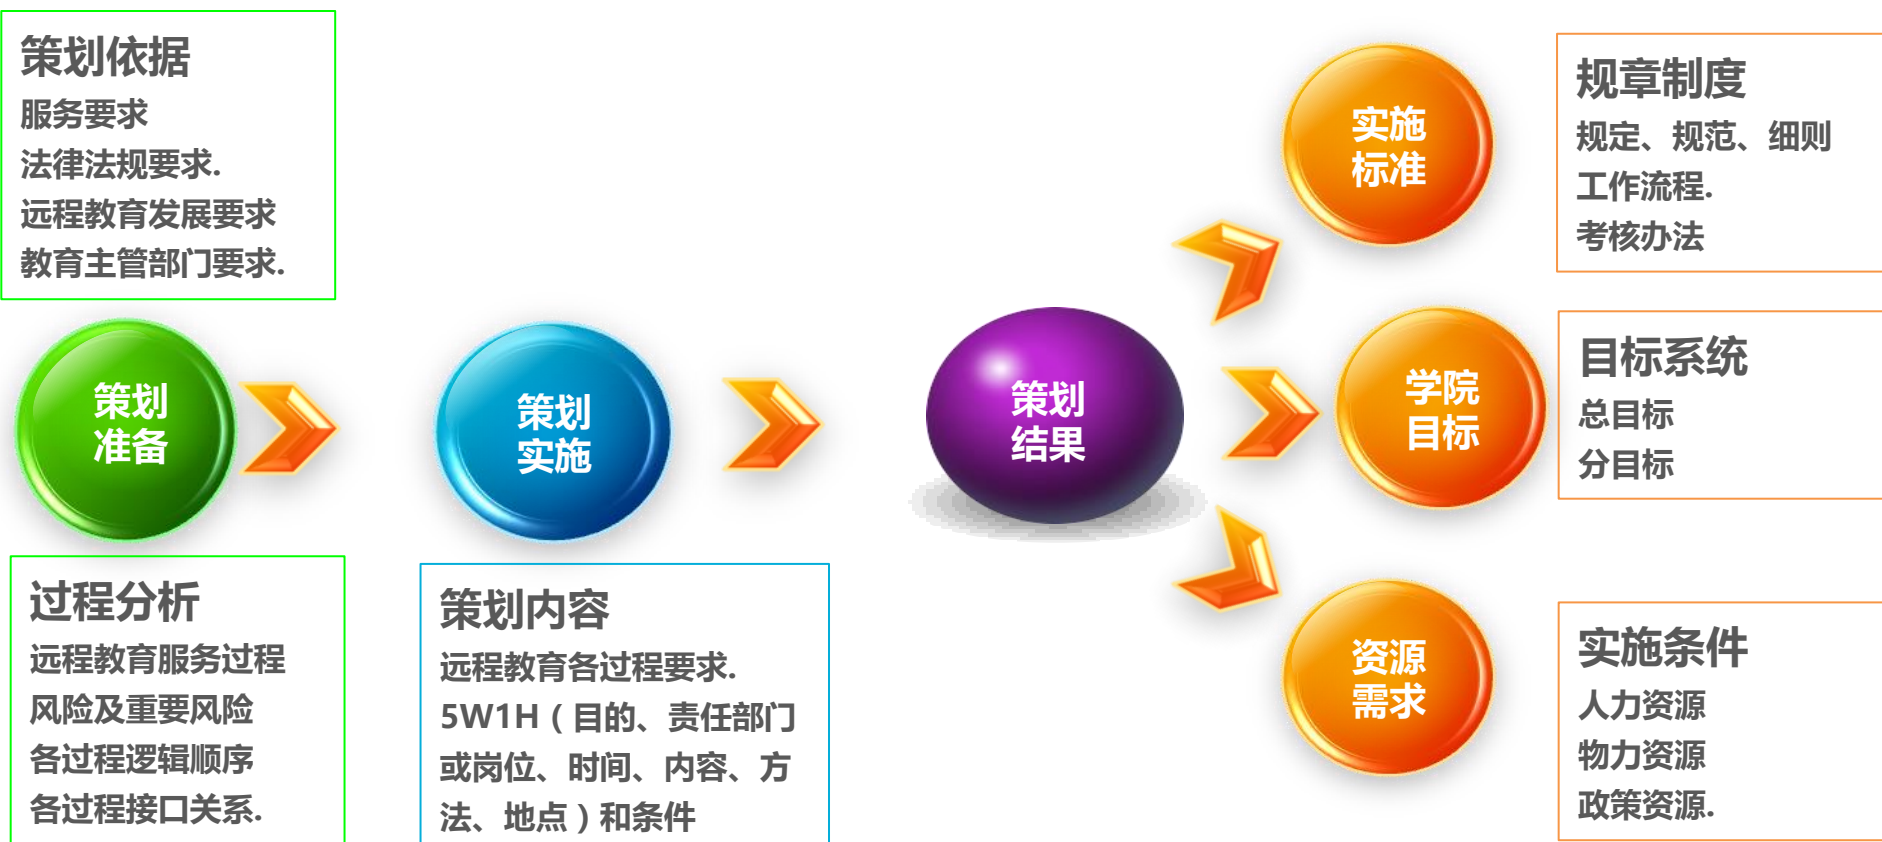 策划依据
服务要求
法律法规要求.
远程教育发展要求
教育主管部门要求.
策划
准备
过程分析
远程教育服务过程
风险及重要风险
各过程逻辑顺序
各过程接口关系.
策划
实施
策划内容
远程教育各过程要求.
5W1H（目的、责任部门
或岗位、时间、内容、方
法、地点）和条件
策划
结果
实施
标准
规章制度
规定、规范、细则
工作流程.
考核办法
学院
目标
目标系统
总目标
分目标
资源
需求
实施条件
人力资源
物力资源
政策资源.